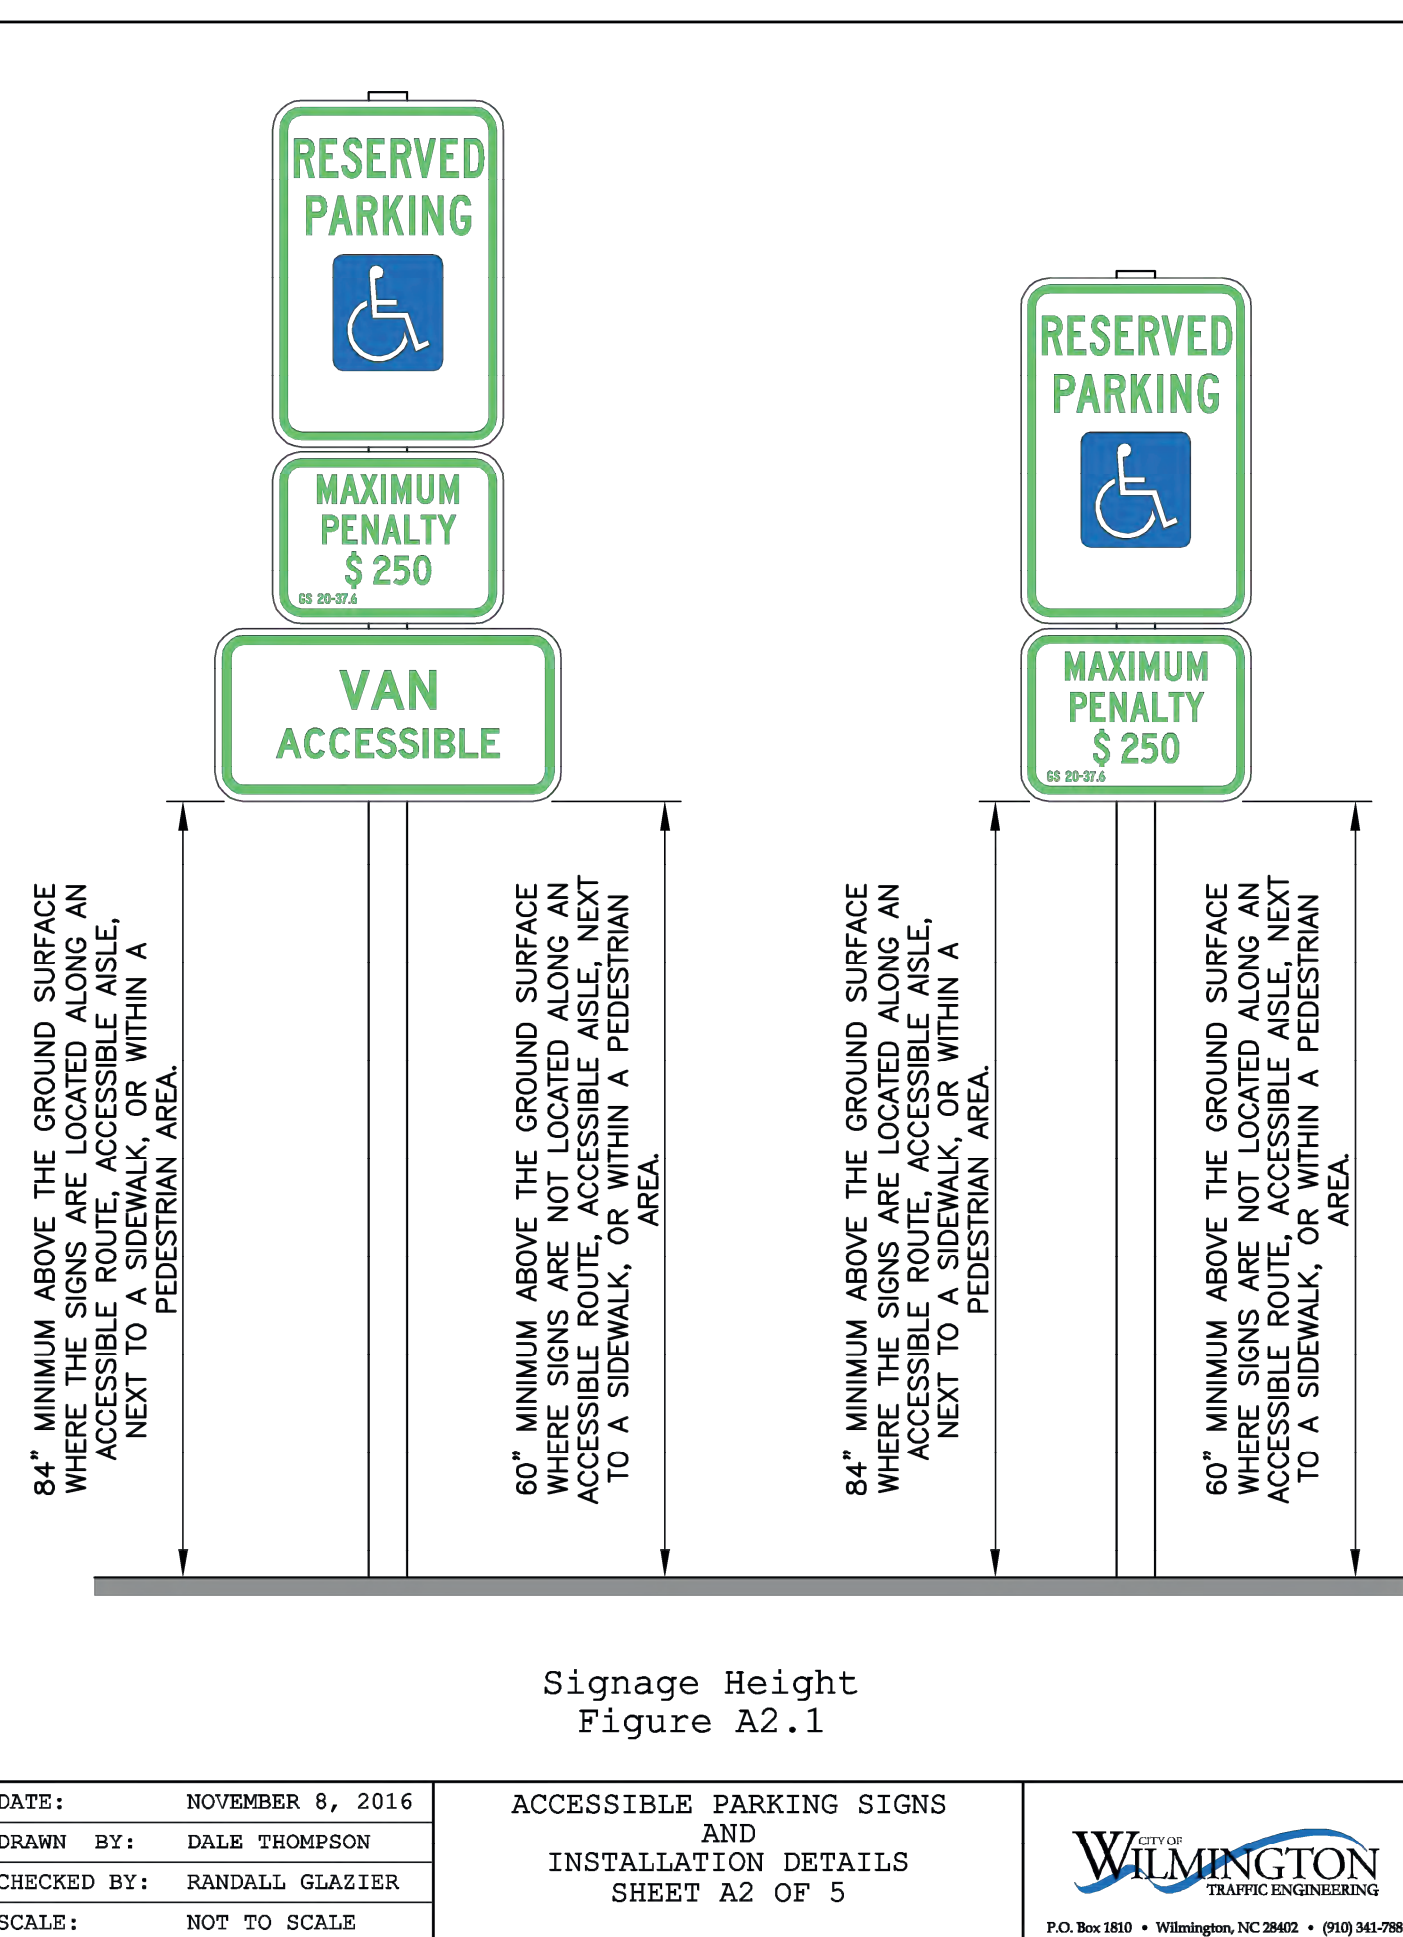 RESERVED
PARKING
MAXIMUM
PENALTY
$ 250
GS 20-37.6
VAN
ACCESSIBLE
RESERVED
PARKING
MAXIMUM
PENALTY
$ 250
GS 20-37.6
84" MINIMUM ABOVE THE GROUND SURFACE
WHERE THE SIGNS ARE LOCATED ALONG AN
ACCESSIBLE ROUTE, ACCESSIBLE AISLE,
NEXT TO A SIDEWALK, OR WITHIN A
PEDESTRIAN AREA.
60" MINIMUM ABOVE THE GROUND SURFACE
WHERE SIGNS ARE NOT LOCATED ALONG AN
ACCESSIBLE ROUTE, ACCESSIBLE AISLE, NEXT
TO A SIDEWALK, OR WITHIN A PEDESTRIAN
AREA.
84" MINIMUM ABOVE THE GROUND SURFACE
WHERE THE SIGNS ARE LOCATED ALONG AN
ACCESSIBLE ROUTE, ACCESSIBLE AISLE,
NEXT TO A SIDEWALK, OR WITHIN A
PEDESTRIAN AREA.
60" MINIMUM ABOVE THE GROUND SURFACE
WHERE SIGNS ARE NOT LOCATED ALONG AN
ACCESSIBLE ROUTE, ACCESSIBLE AISLE, NEXT
TO A SIDEWALK, OR WITHIN A PEDESTRIAN
AREA.
Signage Height
Figure A2.1
DATE: NOVEMBER 8, 2016
DRAWN BY: DALE THOMPSON
CHECKED BY: RANDALL GLAZIER
SCALE: NOT TO SCALE
ACCESSIBLE PARKING SIGNS
AND
INSTALLATION DETAILS
SHEET A2 OF 5
CITY OF
WILMINGTON
TRAFFIC ENGINEERING
P.O. Box 1810 • Wilmington, NC 28402 • (910) 341-788